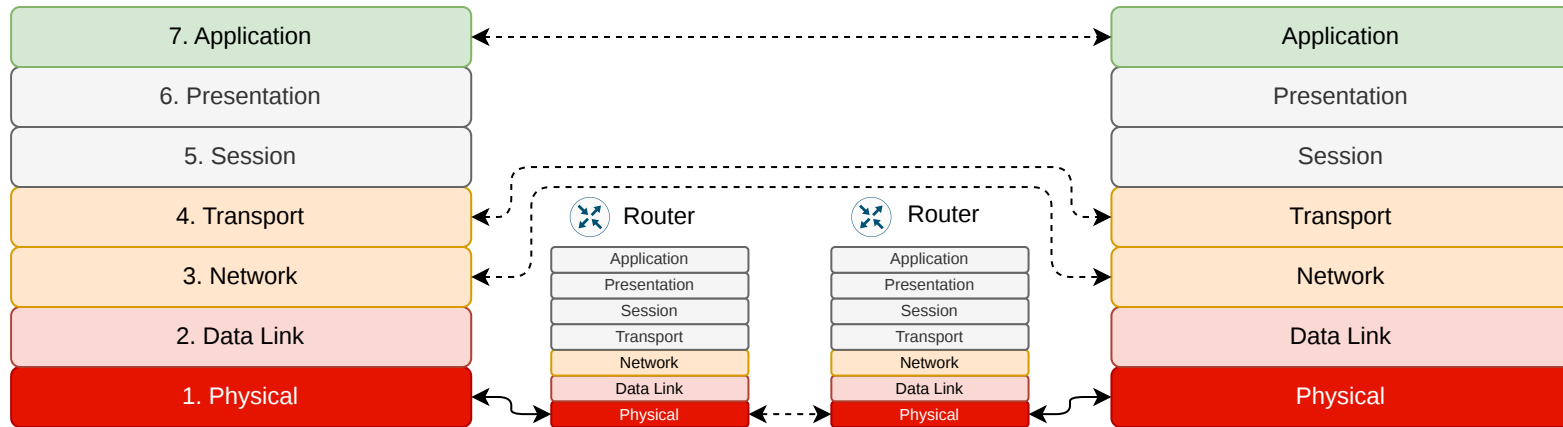 7. Application
6. Presentation
5. Session
4. Transport
3. Network
2. Data Link
1. Physical
Router
Application
Presentation
Session
Transport
Network
Data Link
Physical
Router
Application
Presentation
Session
Transport
Network
Data Link
Physical
Application
Presentation
Session
Transport
Network
Data Link
Physical